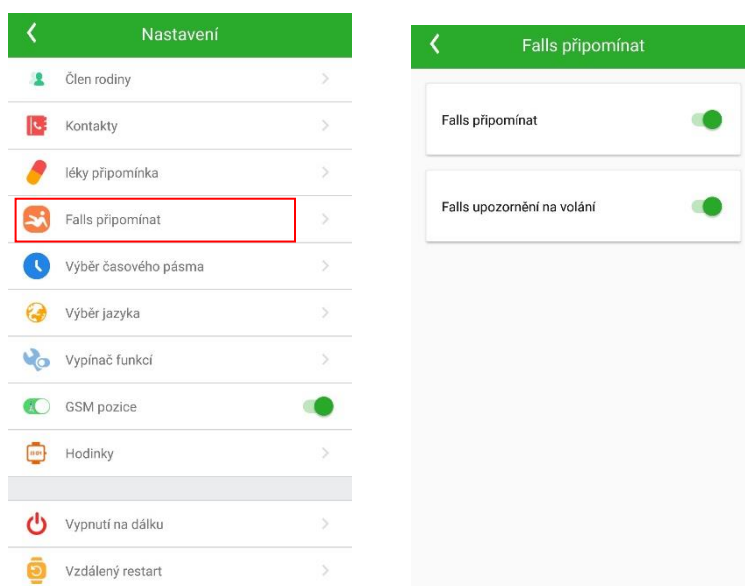 Nastavení
Člen rodiny
Kontakty
léky připomínka
Falls připomínat
Výběr časového pásma
Výběr jazyka
Vypínač funkcí
GSM pozice
Hodinky
Vypnutí na dálku
Vzdálený restart
Falls připomínat
Falls připomínat
Falls upozornění na volání